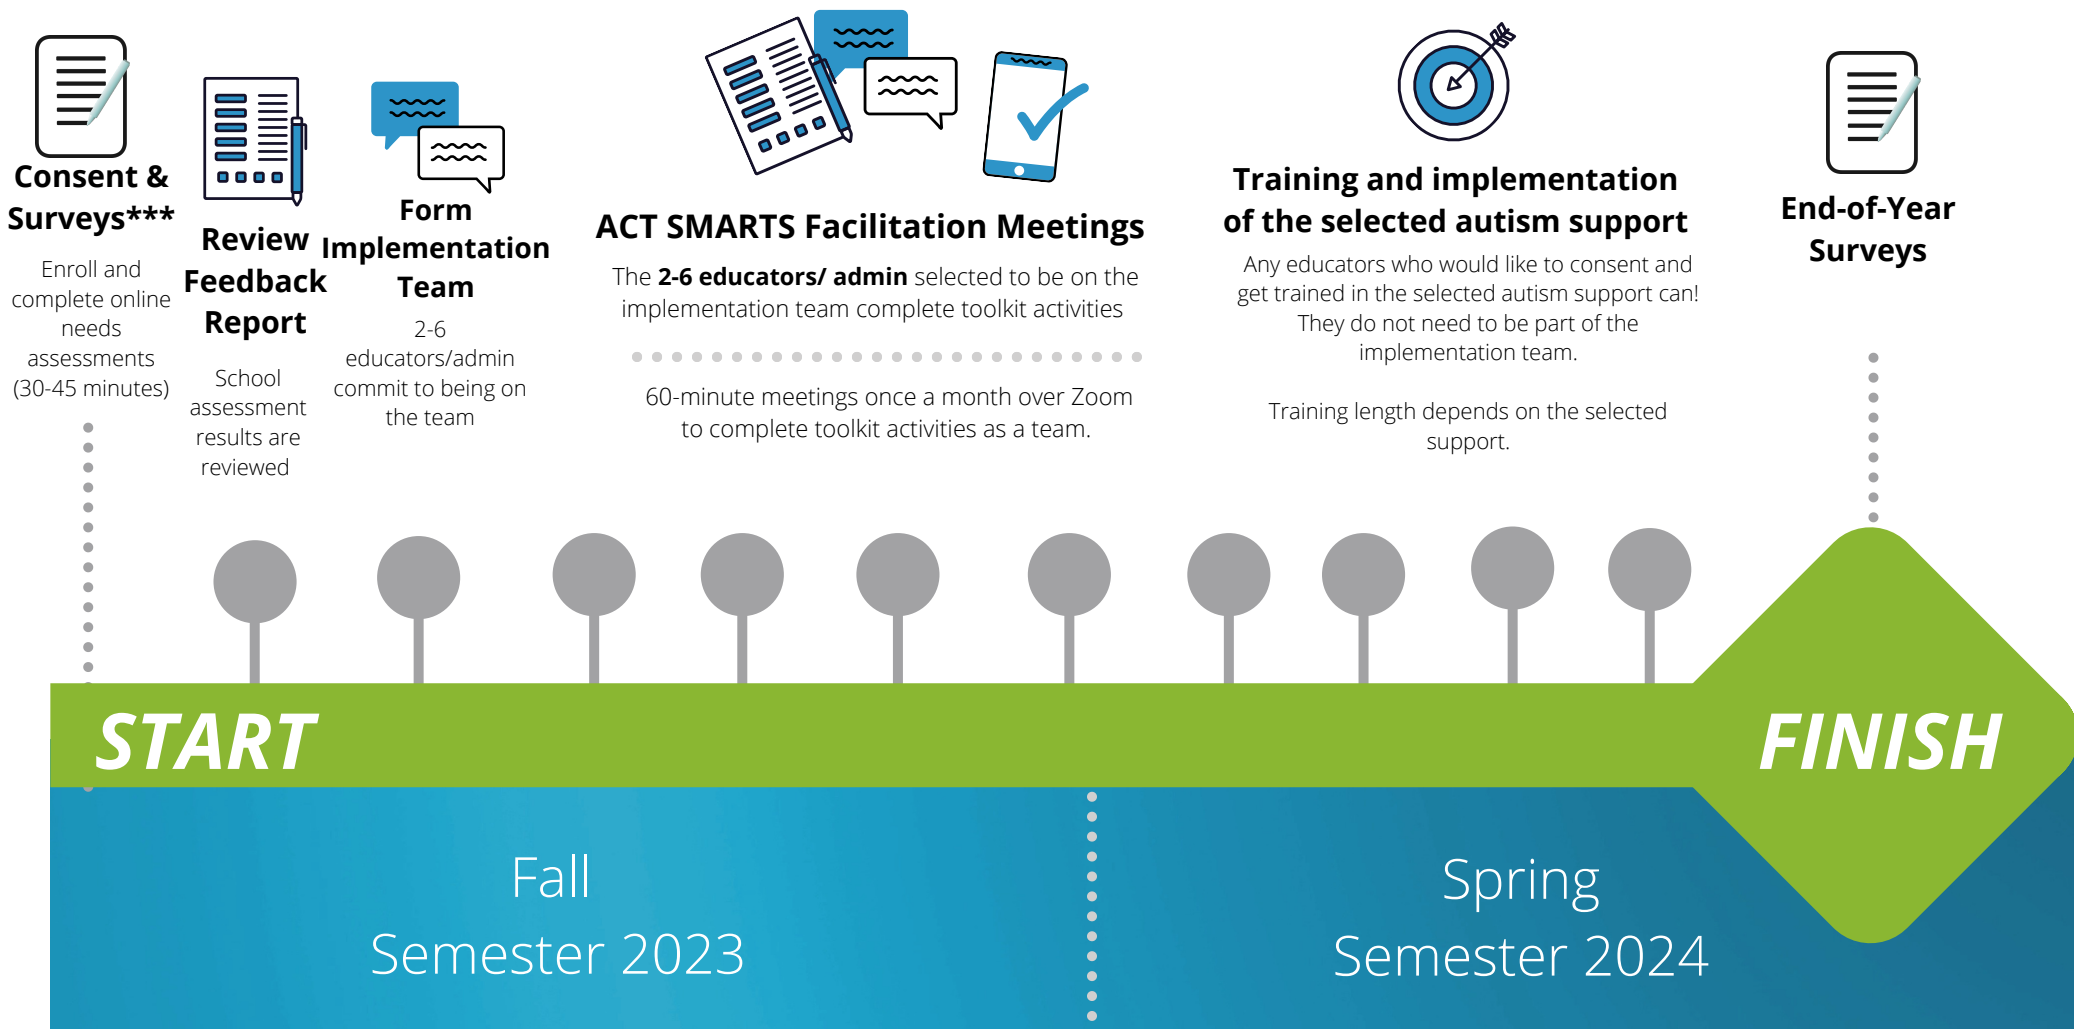 Consent &
Surveys***
Enroll and
complete online
needs
assessments
(30-45 minutes)
Review
Feedback
Report
School
assessment
results are
reviewed
Form
Implementation
Team
2-6
educators/admin
commit to being on
the team
ACT SMARTS Facilitation Meetings
The 2-6 educators/ admin selected to be on the
implementation team complete toolkit activities
60-minute meetings once a month over Zoom
to complete toolkit activities as a team.
Training and implementation
of the selected autism support
Any educators who would like to consent and
get trained in the selected autism support can!
They do not need to be part of the
implementation team.
Training length depends on the selected
support.
End-of-Year
Surveys
START
FINISH
Fall
Semester 2023
Spring
Semester 2024